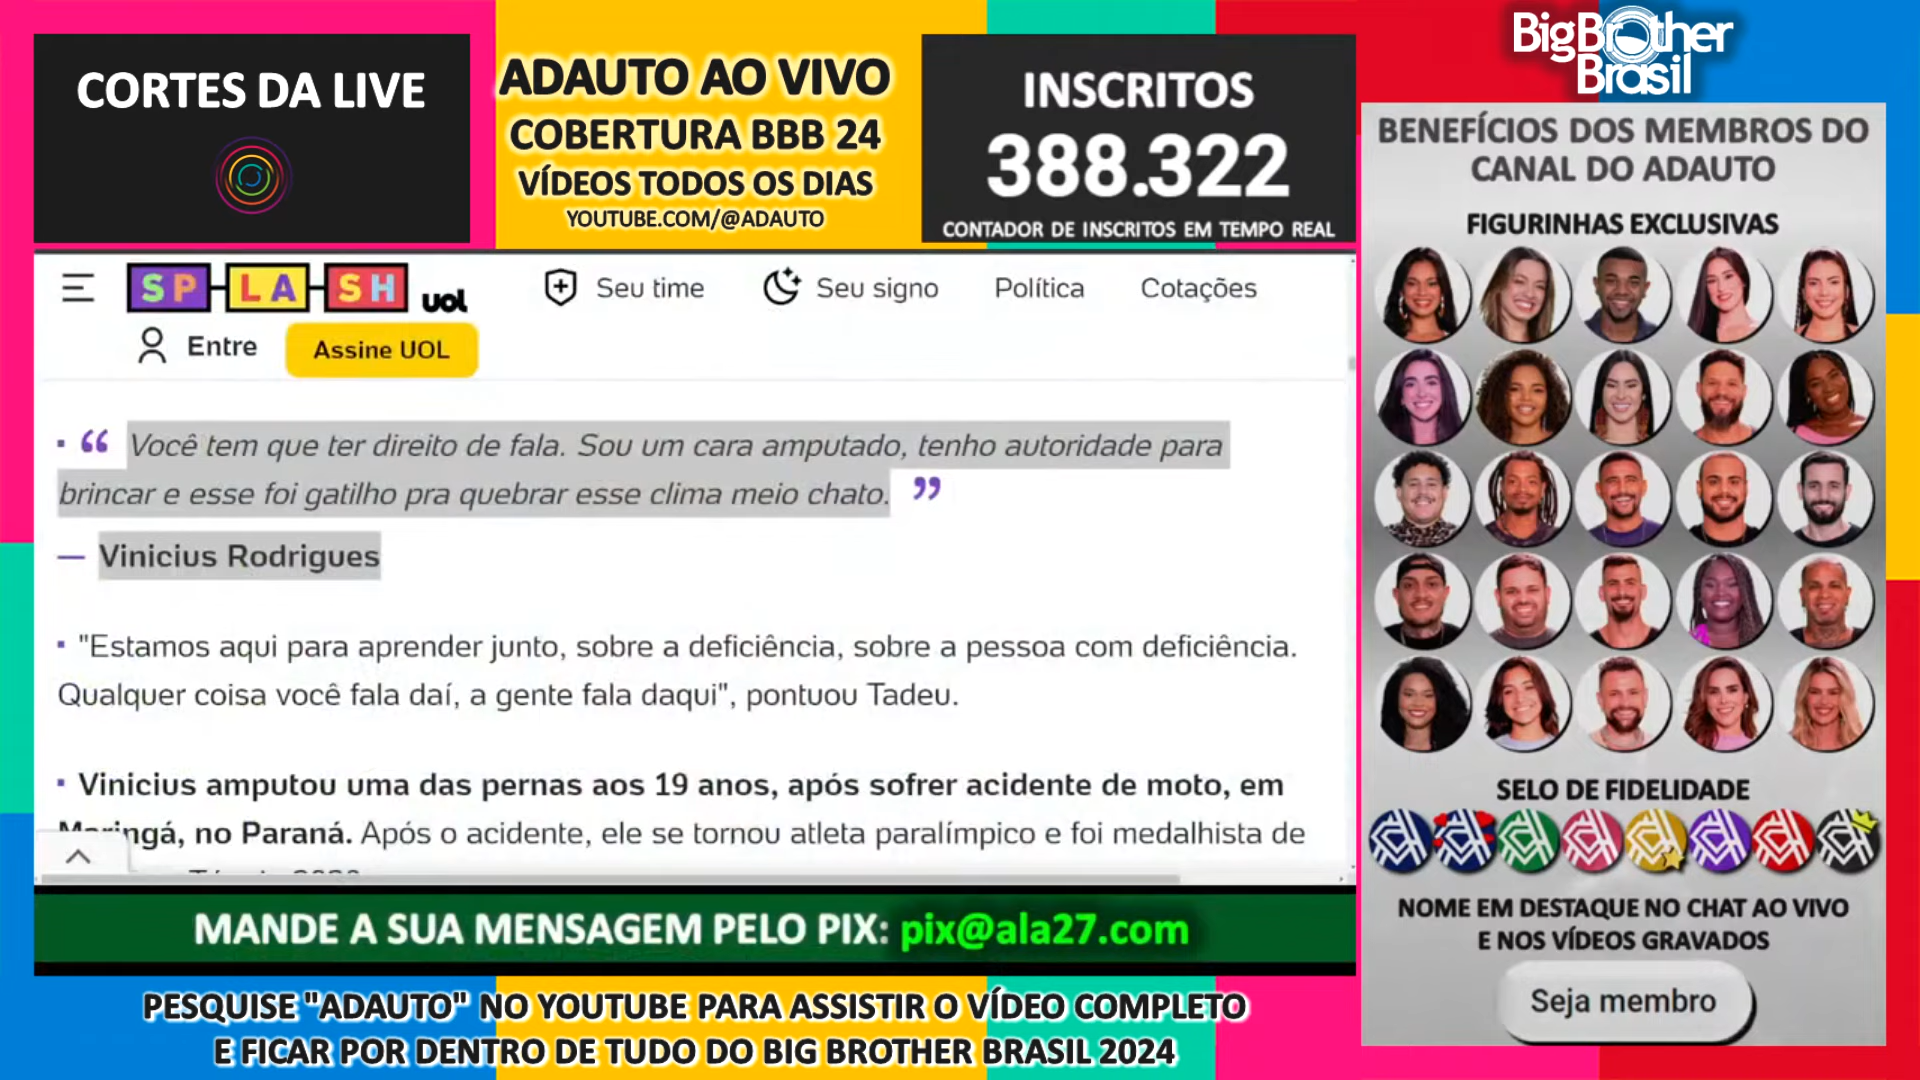 CORTES DA LIVE
ADAUTO AO VIVO
COBERTURA BBB 24
VÍDEOS TODOS OS DIAS
YOUTUBE.COM/@ADAUTO
INSCRITOS
388.322
CONTADOR DE INSCRITOS EM TEMPO REAL
BigBrother
Brasil
BENEFÍCIOS DOS MEMBROS DO
CANAL DO ADAUTO
FIGURINHAS EXCLUSIVAS
SELO DE FIDELIDADE
NOME EM DESTAQUE NO CHAT AO VIVO
E NOS VÍDEOS GRAVADOS
Seja membro
SPLASH uol Seu time Seu signo Política Cotações
Entre Assine UOL
▪ “ Você tem que ter direito de fala. Sou um cara amputado, tenho autoridade para
brincar e esse foi gatilho pra quebrar esse clima meio chato. ”
— Vinicius Rodrigues
▪ "Estamos aqui para aprender junto, sobre a deficiência, sobre a pessoa com deficiência.
Qualquer coisa você fala daí, a gente fala daqui", pontuou Tadeu.
▪ Vinicius amputou uma das pernas aos 19 anos, após sofrer acidente de moto, em
Maringá, no Paraná. Após o acidente, ele se tornou atleta paralímpico e foi medalhista de
MANDE A SUA MENSAGEM PELO PIX: pix@ala27.com
PESQUISE "ADAUTO" NO YOUTUBE PARA ASSISTIR O VÍDEO COMPLETO
E FICAR POR DENTRO DE TUDO DO BIG BROTHER BRASIL 2024